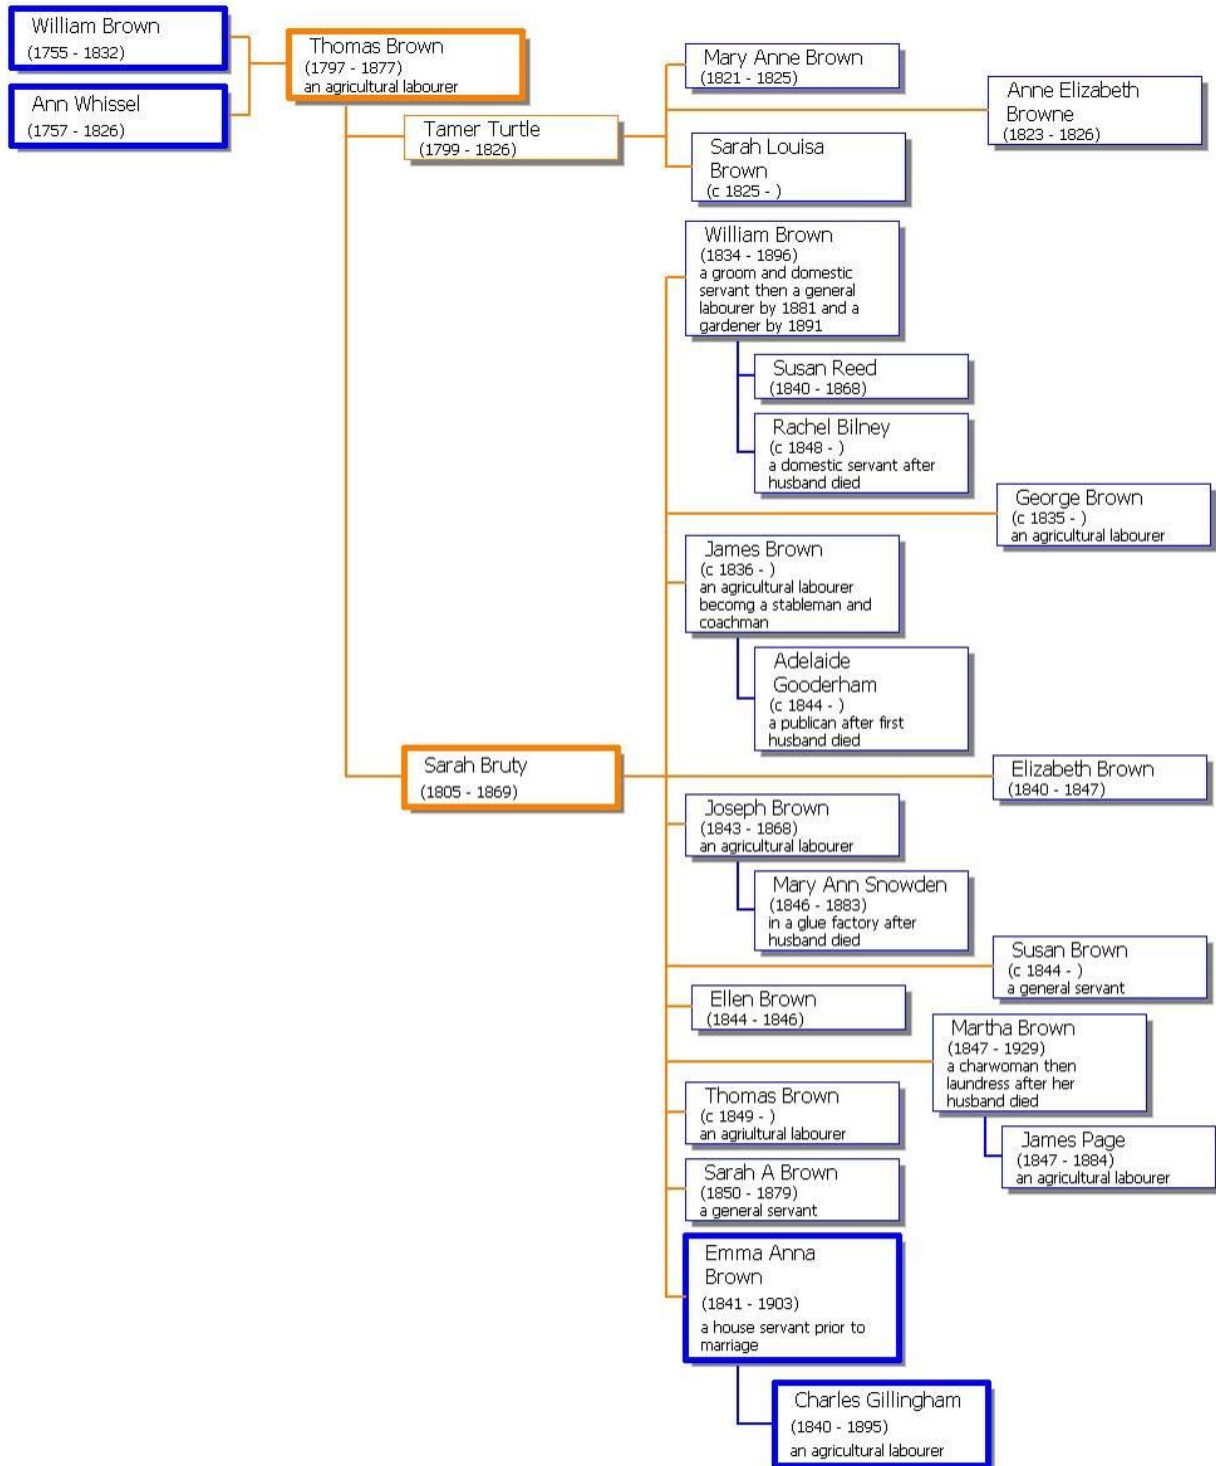 William Brown
(1755 - 1832)
Ann Whissel
(1757 - 1826)
Thomas Brown
(1797 - 1877)
an agricultural labourer
Tamer Turtle
(1799 - 1826)
Mary Anne Brown
(1821 - 1825)
Anne Elizabeth
Browne
(1823 - 1826)
Sarah Louisa
Brown
(c 1825 - )
William Brown
(1834 - 1896)
a groom and domestic
servant then a general
labourer by 1881 and a
gardener by 1891
Susan Reed
(1840 - 1868)
Rachel Bilney
(c 1848 - )
a domestic servant after
husband died
George Brown
(c 1835 - )
an agricultural labourer
James Brown
(c 1836 - )
an agricultural labourer
becomg a stableman and
coachman
Adelaide
Gooderham
(c 1844 - )
a publican after first
husband died
Sarah Bruty
(1805 - 1869)
Elizabeth Brown
(1840 - 1847)
Joseph Brown
(1843 - 1868)
an agricultural labourer
Mary Ann Snowden
(1846 - 1883)
in a glue factory after
husband died
Susan Brown
(c 1844 - )
a general servant
Ellen Brown
(1844 - 1846)
Martha Brown
(1847 - 1929)
a charwoman then
laundress after her
husband died
James Page
(1847 - 1884)
an agricultural labourer
Thomas Brown
(c 1849 - )
an agriultural labourer
Sarah A Brown
(1850 - 1879)
a general servant
Emma Anna
Brown
(1841 - 1903)
a house servant prior to
marriage
Charles Gillingham
(1840 - 1895)
an agricultural labourer